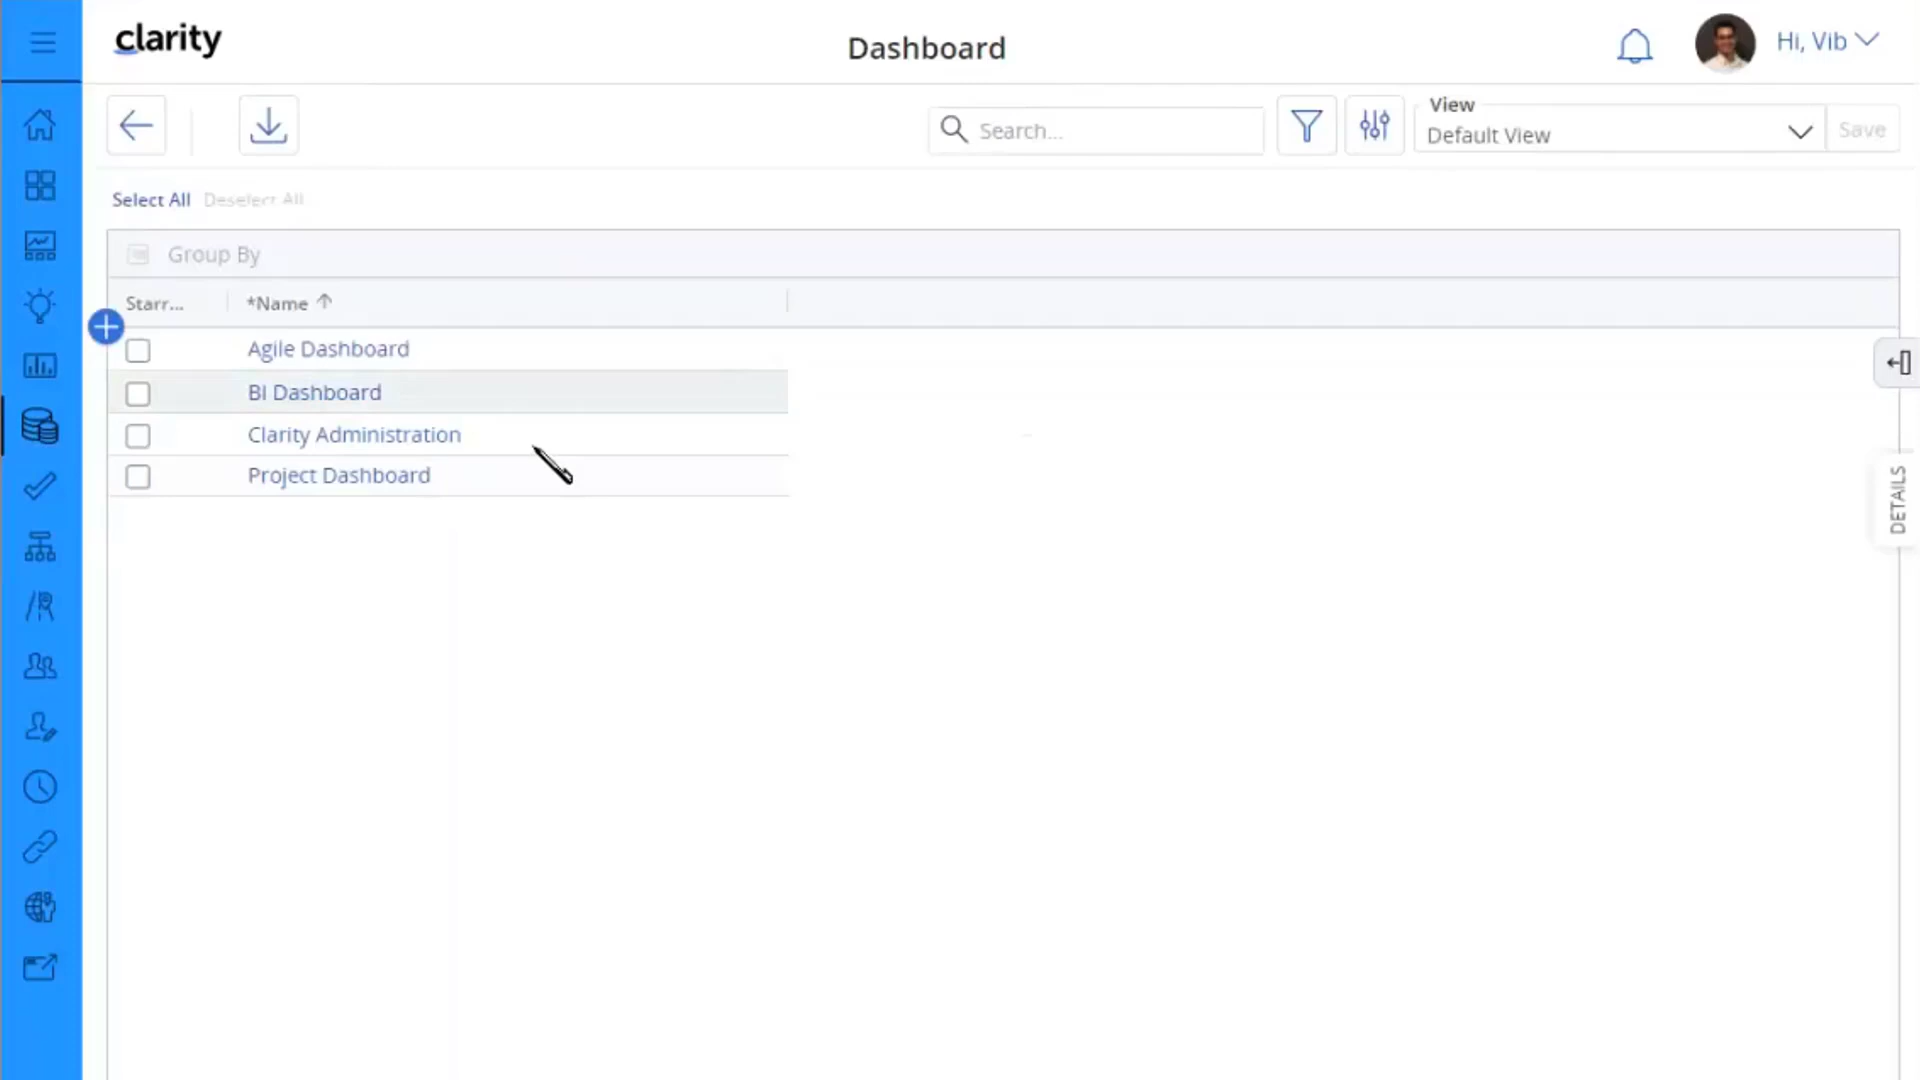 clarity
Dashboard
Hi, Vib
Search...
View
Default View
Save
Select All Deselect All
Group By
Starr... *Name
Agile Dashboard
BI Dashboard
Clarity Administration
Project Dashboard
DETAILS